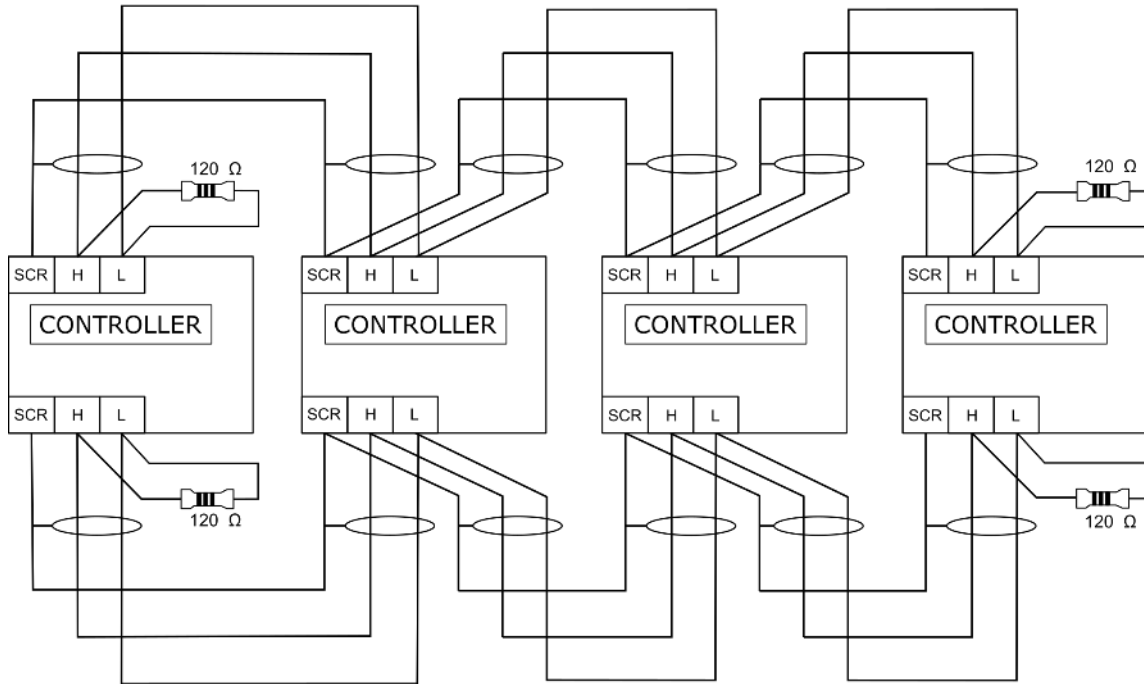 120 Ω
120 Ω
SCR H L
SCR H L
SCR H L
SCR H L
CONTROLLER
CONTROLLER
CONTROLLER
CONTROLLER
SCR H L
SCR H L
SCR H L
SCR H L
120 Ω
120 Ω